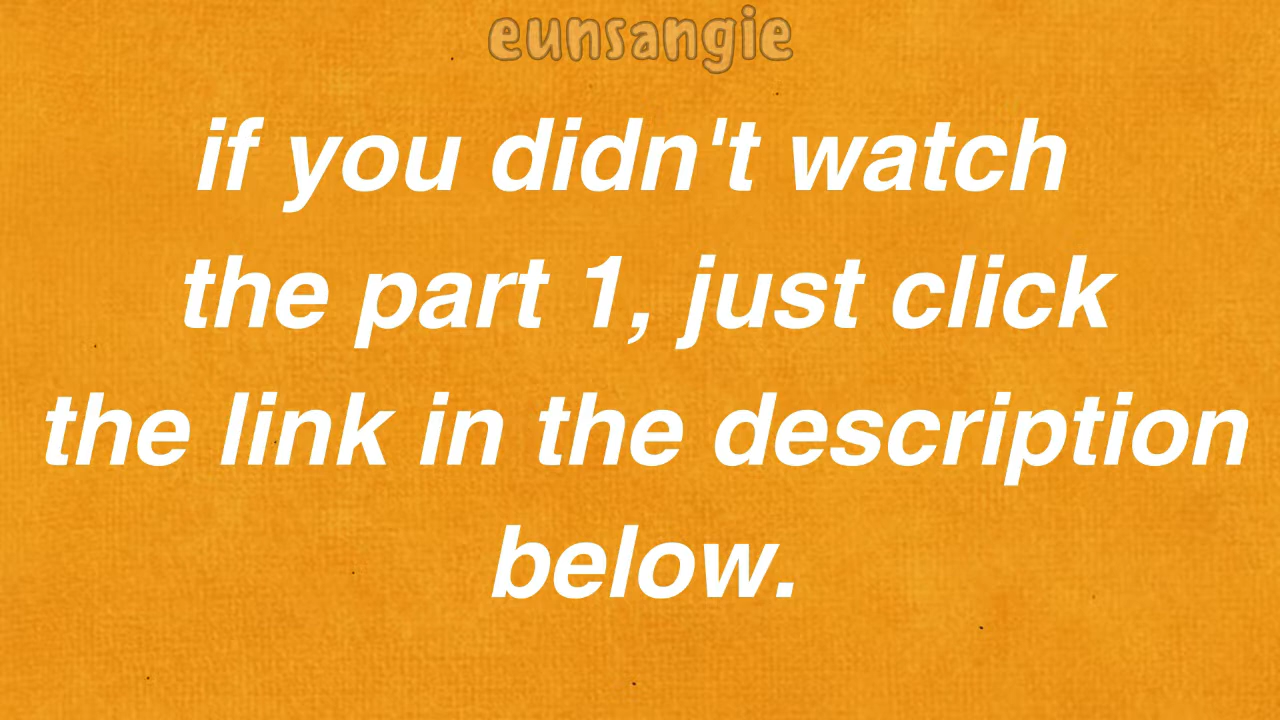 eunsangie
if you didn't watch
the part 1, just click
the link in the description
below.